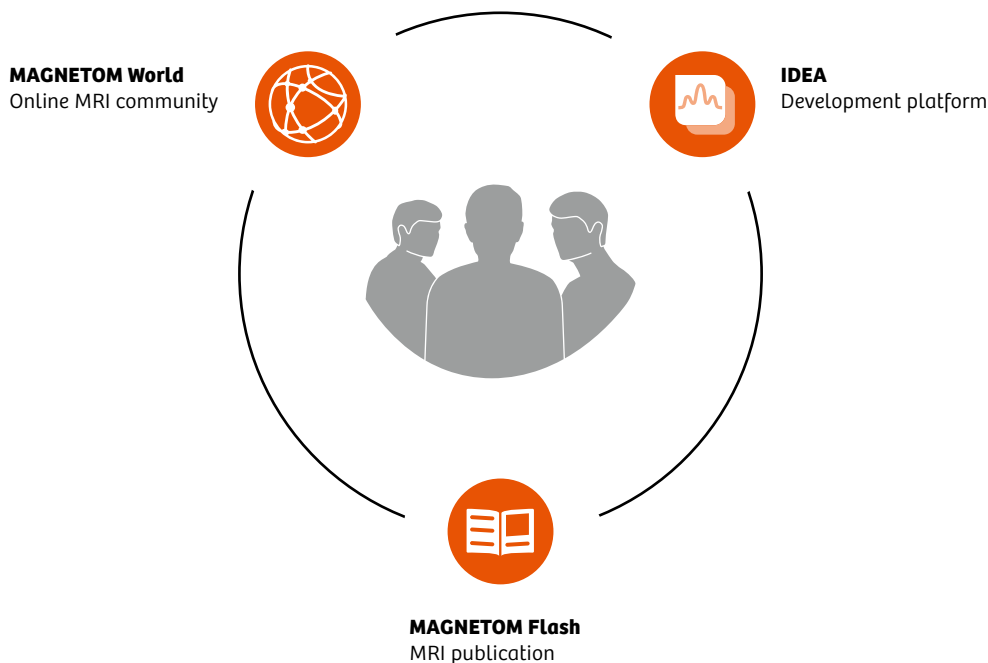 MAGNETOM World
Online MRI community
IDEA
Development platform
MAGNETOM Flash
MRI publication